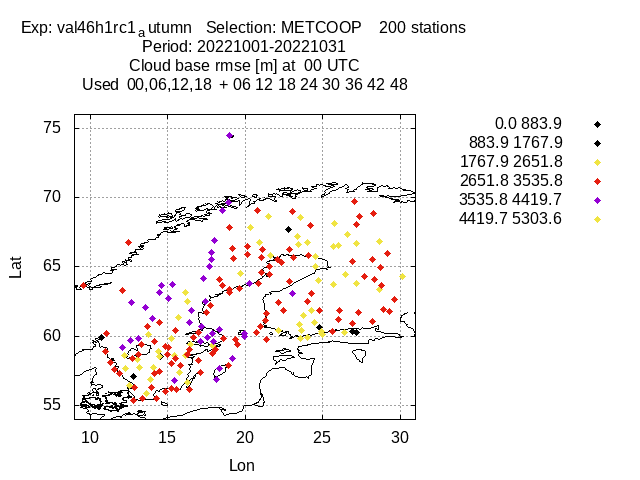 Exp: val46h1rc1autumn Selection: METCOOP 200 stations
Period: 20221001-20221031
Cloud base rmse [m] at 00 UTC
Used 00,06,12,18 + 06 12 18 24 30 36 42 48
0.0 883.9
883.9 1767.9
1767.9 2651.8
2651.8 3535.8
3535.8 4419.7
4419.7 5303.6
75
70
65
60
55
Lat
10 15 20 25 30
Lon